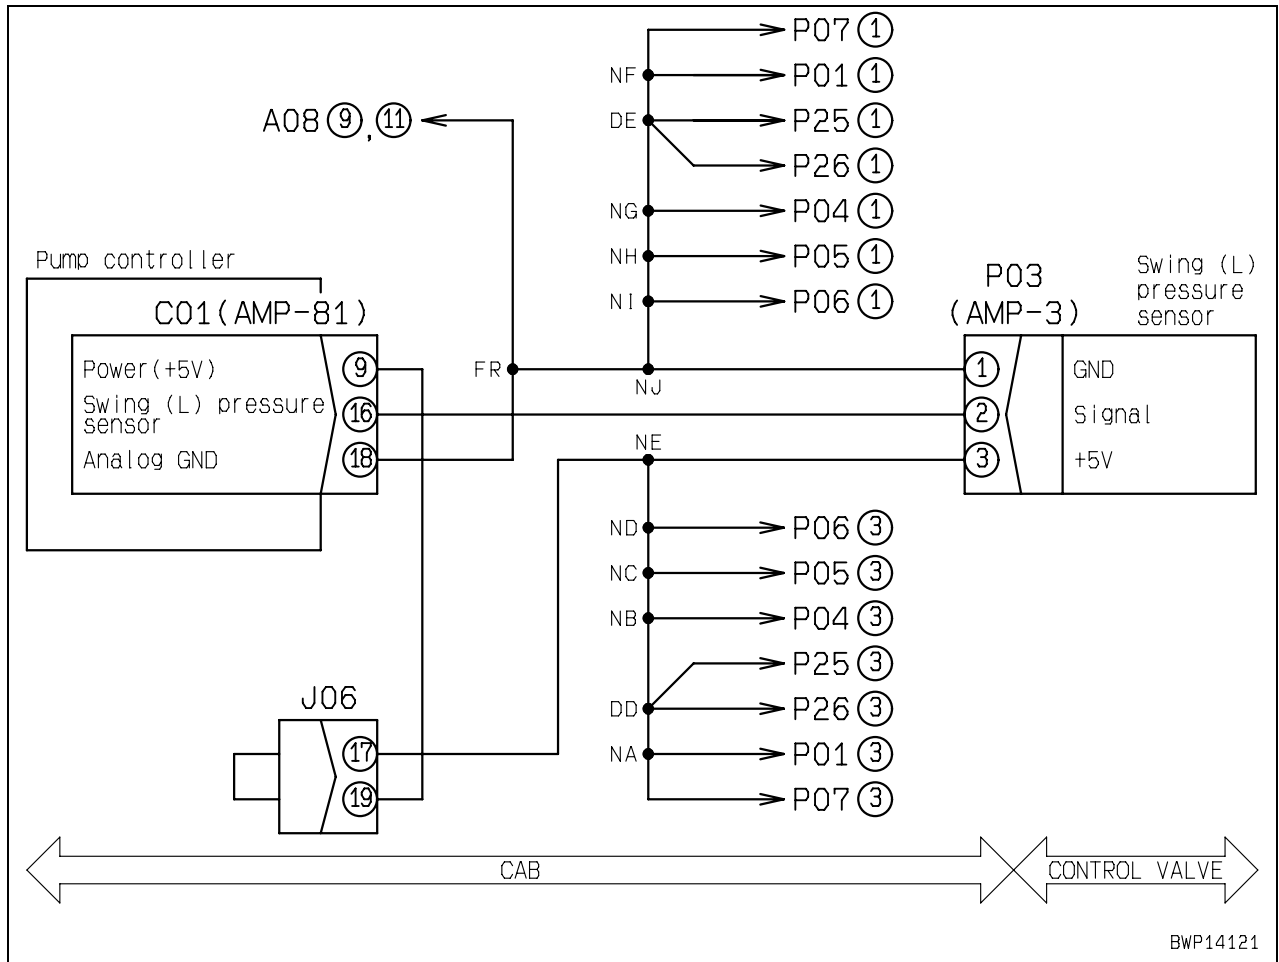 P07 ①
NF P01 ①
A08 ⑨, ⑪ DE P25 ①
P26 ①
NG P04 ①
Pump controller NH P05 ①
NI P06 ①
C01(AMP-81)
P03
(AMP-3)
Swing (L)
pressure
sensor
Power(+5V) ⑨ FR NJ ① GND
Swing (L) pressure
sensor ⑯ ② Signal
Analog GND ⑱ NE ③ +5V
ND P06 ③
NC P05 ③
NB P04 ③
P25 ③
J06 DD P26 ③
⑰ NA P01 ③
⑲ P07 ③
CAB CONTROL VALVE
BWP14121